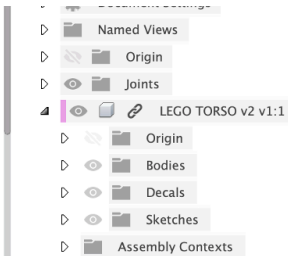 Named Views
Origin
Joints
LEGO TORSO v2 v1:1
Origin
Bodies
Decals
Sketches
Assembly Contexts